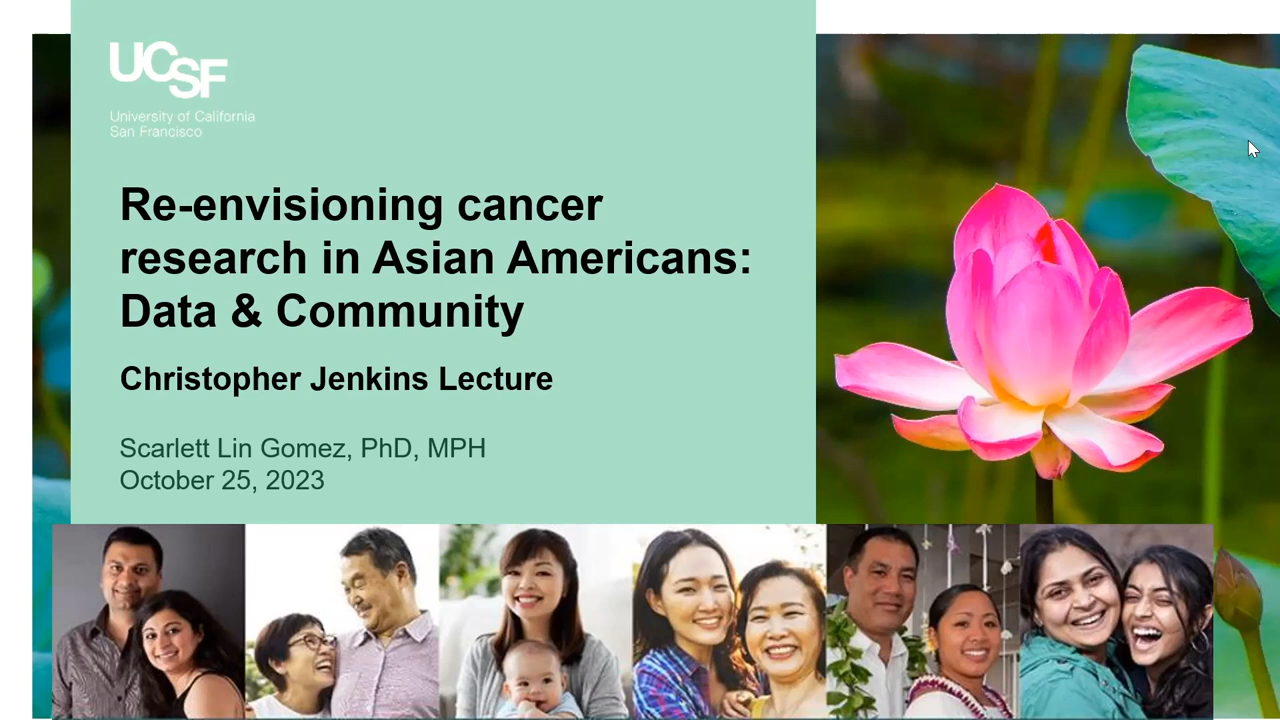 UCSF
University of California
San Francisco
Re-envisioning cancer
research in Asian Americans:
Data & Community
Christopher Jenkins Lecture
Scarlett Lin Gomez, PhD, MPH
October 25, 2023